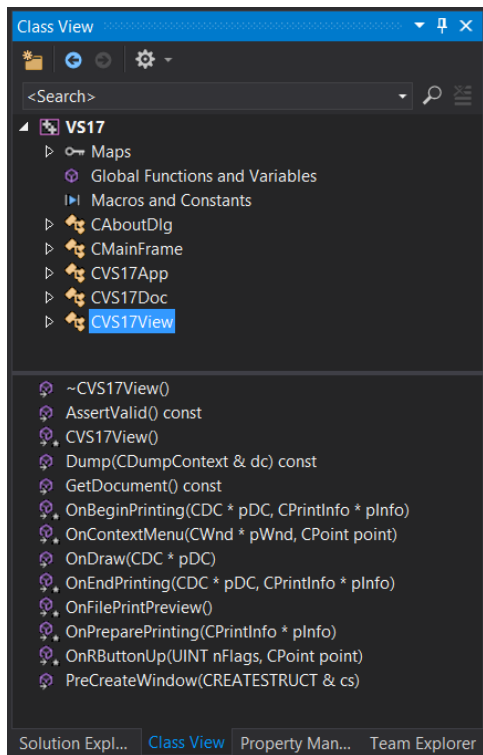 Class View
<Search>
VS17
Maps
Global Functions and Variables
Macros and Constants
CAboutDlg
CMainFrame
CVS17App
CVS17Doc
CVS17View
~CVS17View()
AssertValid() const
CVS17View()
Dump(CDumpContext & dc) const
GetDocument() const
OnBeginPrinting(CDC * pDC, CPrintInfo * pInfo)
OnContextMenu(CWnd * pWnd, CPoint point)
OnDraw(CDC * pDC)
OnEndPrinting(CDC * pDC, CPrintInfo * pInfo)
OnFilePrintPreview()
OnPreparePrinting(CPrintInfo * pInfo)
OnRButtonUp(UINT nFlags, CPoint point)
PreCreateWindow(CREATESTRUCT & cs)
Solution Expl... Class View Property Man... Team Explorer